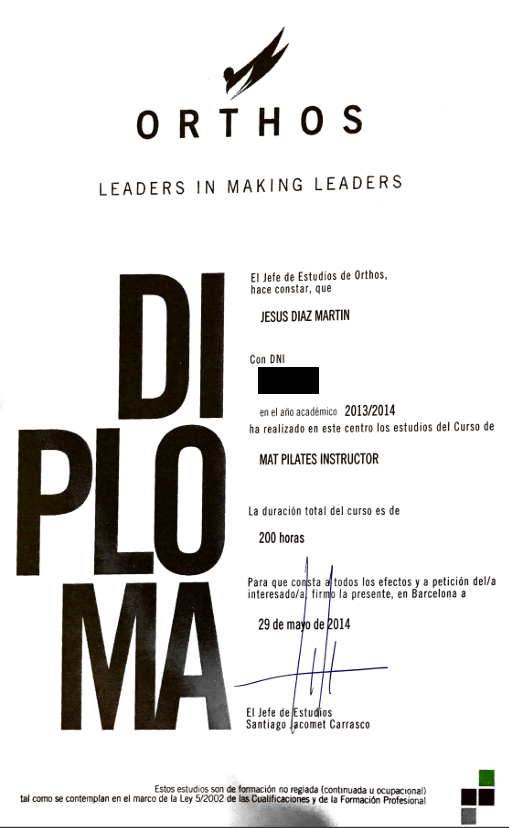 ORTHOS
LEADERS IN MAKING LEADERS
DI
PLO
MA
El Jefe de Estudios de Orthos,
hace constar, que
JESUS DIAZ MARTIN
Con DNI
en el año académico 2013/2014
ha realizado en este centro los estudios del Curso de
MAT PILATES INSTRUCTOR
La duración total del curso es de
200 horas
Para que consta a todos los efectos y a petición del/a
interesado/a, firmo la presente, en Barcelona a
29 de mayo de 2014
El Jefe de Estudios
Santiago Jacomet Carrasco
Estos estudios son de formación no reglada (continuada u ocupacional)
tal como se contemplan en el marco de la Ley 5/2002 de las Cualificaciones y de la Formación Profesional